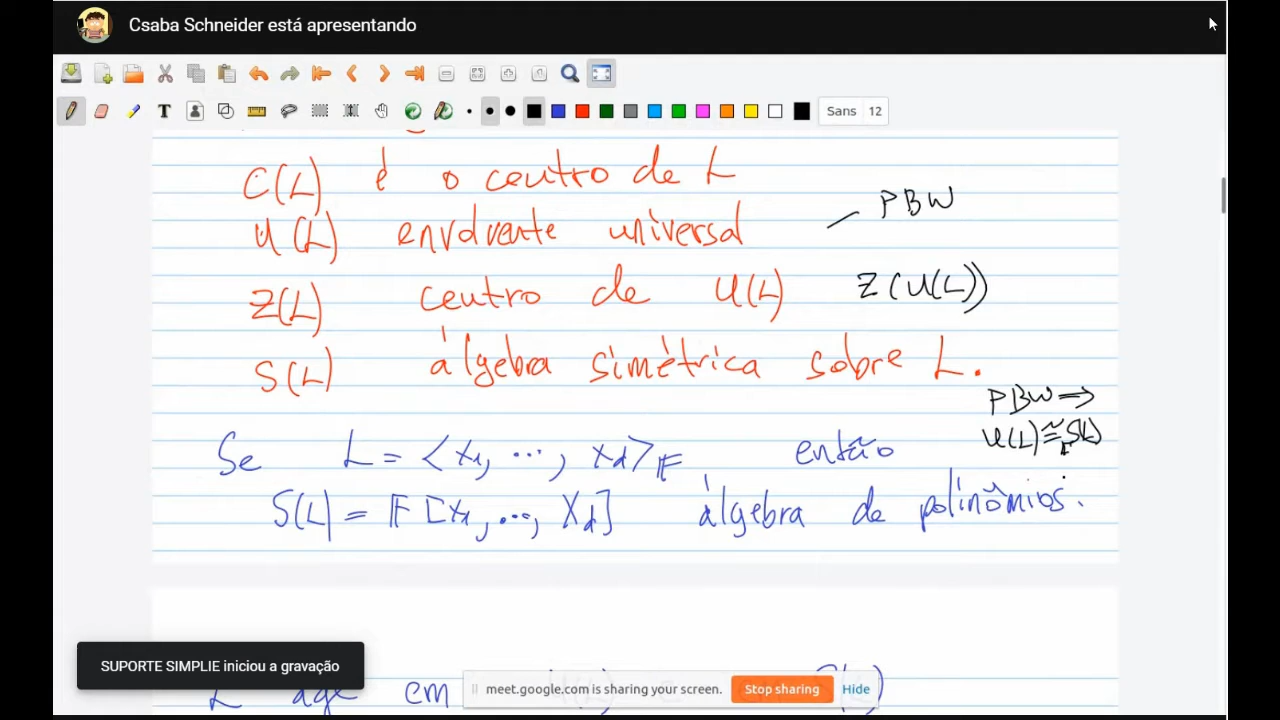 Csaba Schneider está apresentando
Sans 12
C(L) é o centro de L
U(L) envolvente universal
PBW
Z(L) centro de U(L)
Z(U(L))
S(L) álgebra simétrica sobre L.
PBW ⇒
U(L) ≅ S(L)
Se L = <x₁, ..., x_d>_𝔽 então
S(L) = 𝔽[x₁, ..., x_d] álgebra de polinômios.
SUPORTE SIMPLIE iniciou a gravação
L age em
meet.google.com is sharing your screen. Stop sharing Hide